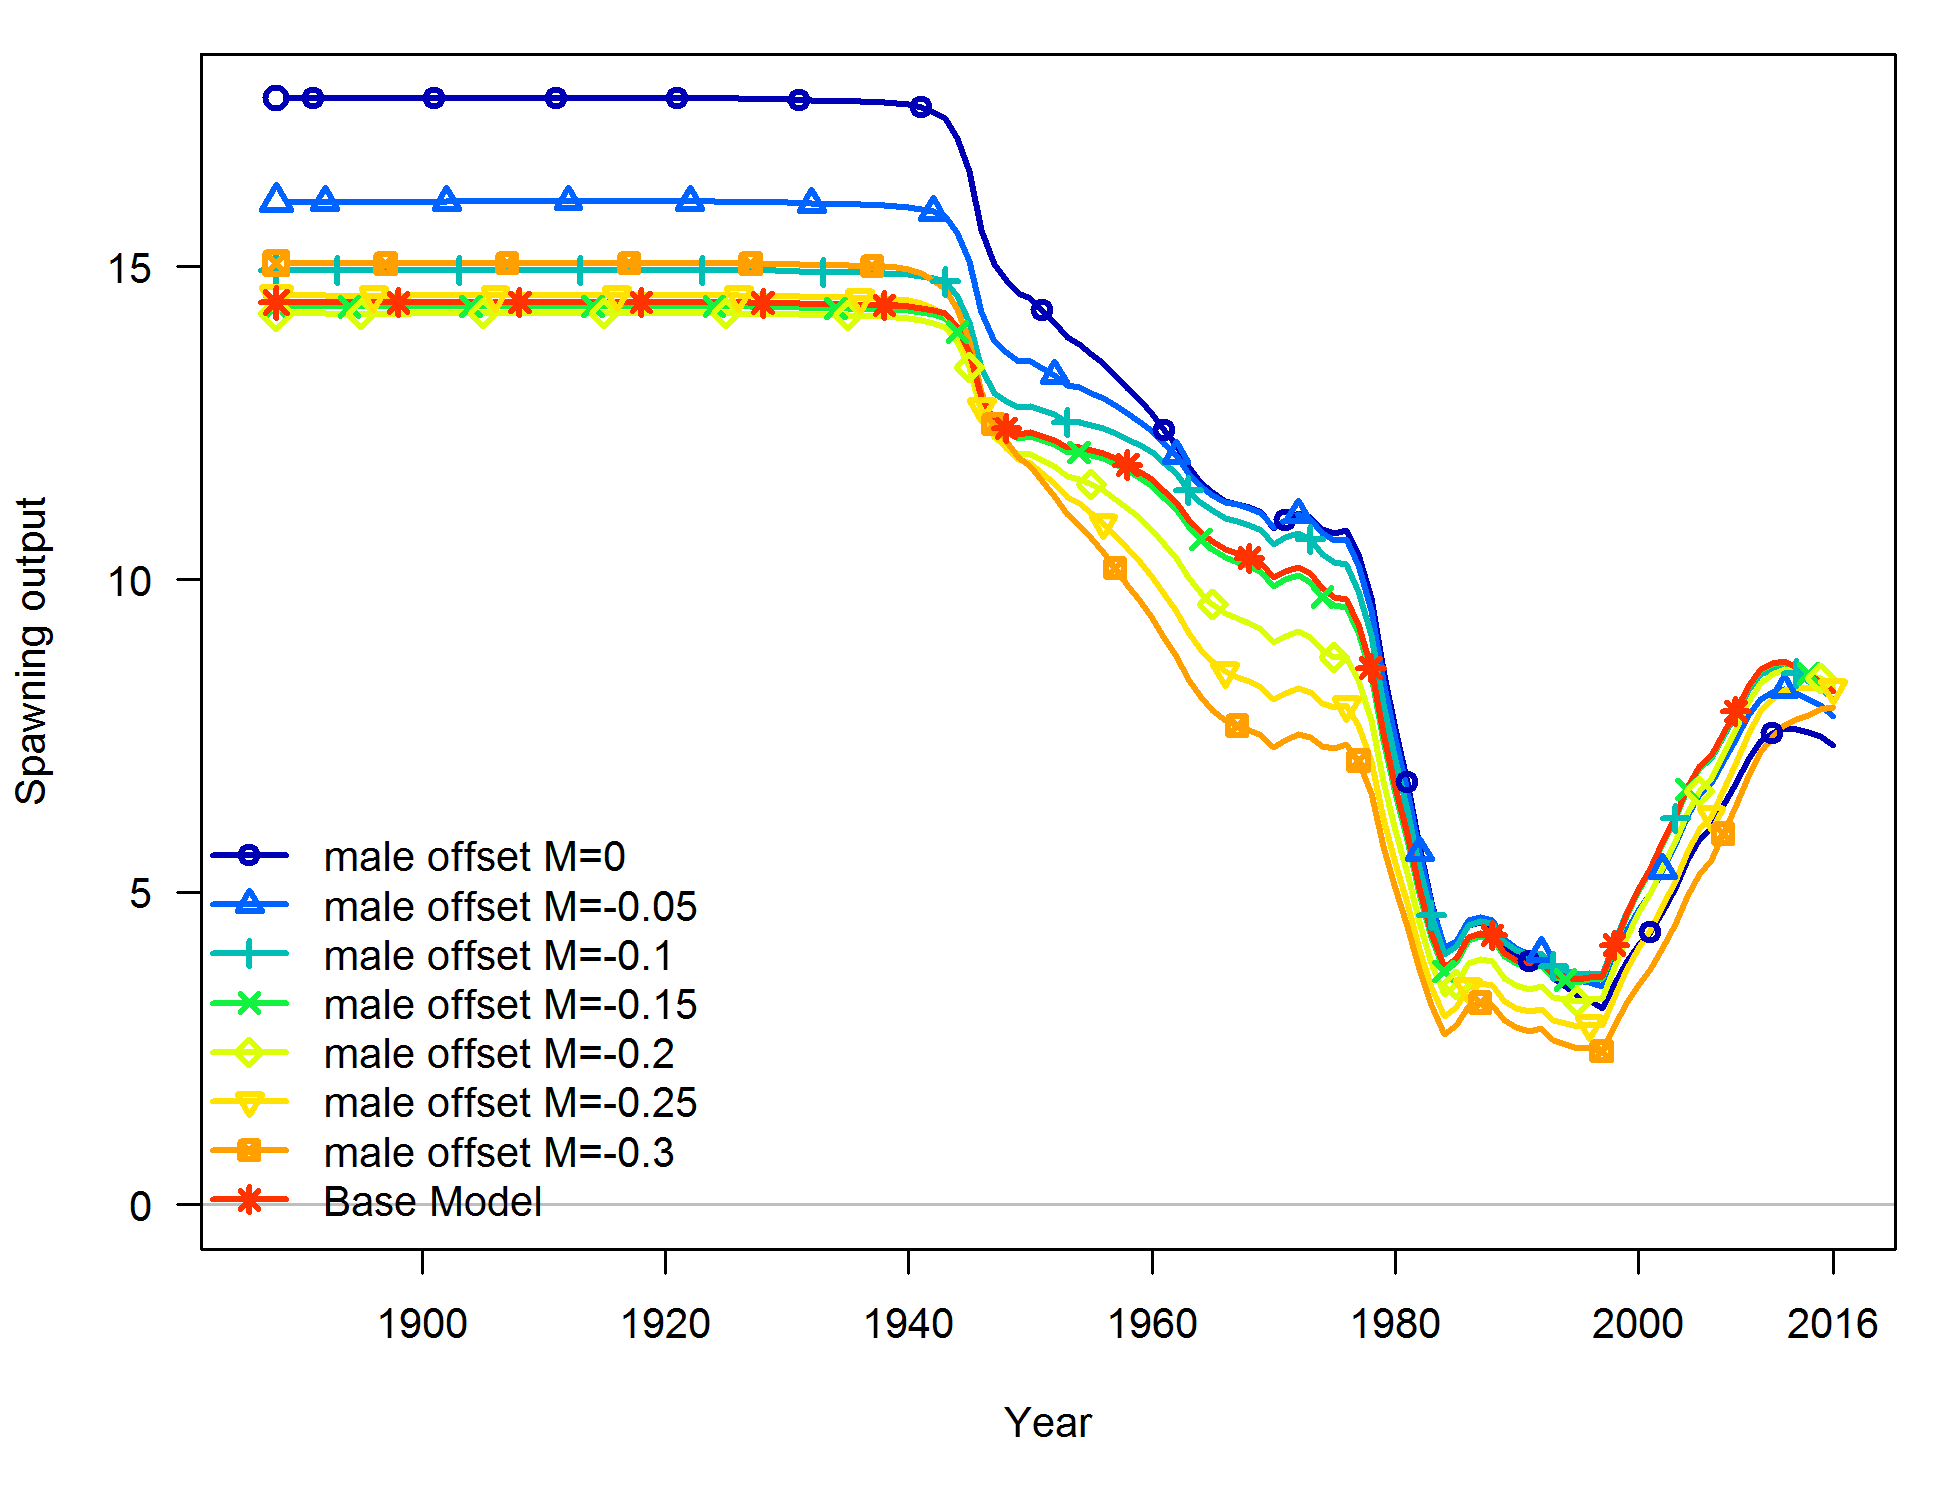 Spawning output
15
10
5
0
male offset M=0
male offset M=-0.05
male offset M=-0.1
male offset M=-0.15
male offset M=-0.2
male offset M=-0.25
male offset M=-0.3
Base Model
1900 1920 1940 1960 1980 2000 2016
Year